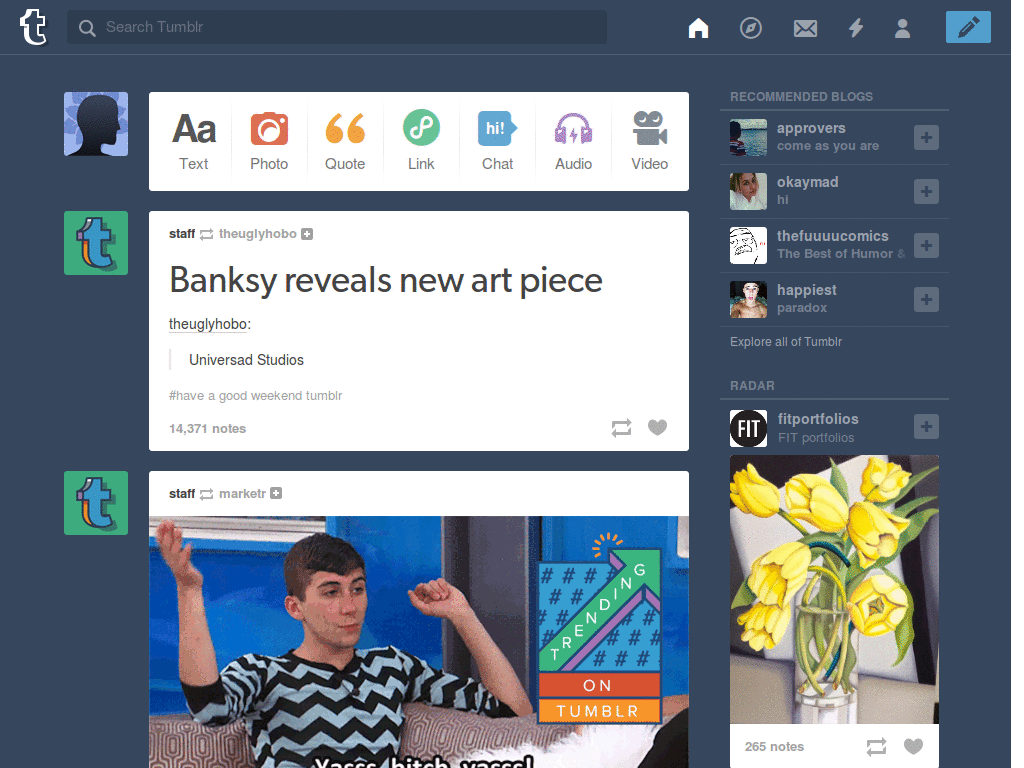 t
Search Tumblr
Aa
Text
Photo
Quote
Link
hi!
Chat
Audio
Video
staff theuglyhobo
Banksy reveals new art piece
theuglyhobo:
Universad Studios
#have a good weekend tumblr
14,371 notes
staff marketr
TRENDING
ON
TUMBLR
Yasss, bitch, yasss!
RECOMMENDED BLOGS
approvers
come as you are
okaymad
hi
thefuuuucomics
The Best of Humor &
happiest
paradox
Explore all of Tumblr
RADAR
FIT
fitportfolios
FIT portfolios
265 notes